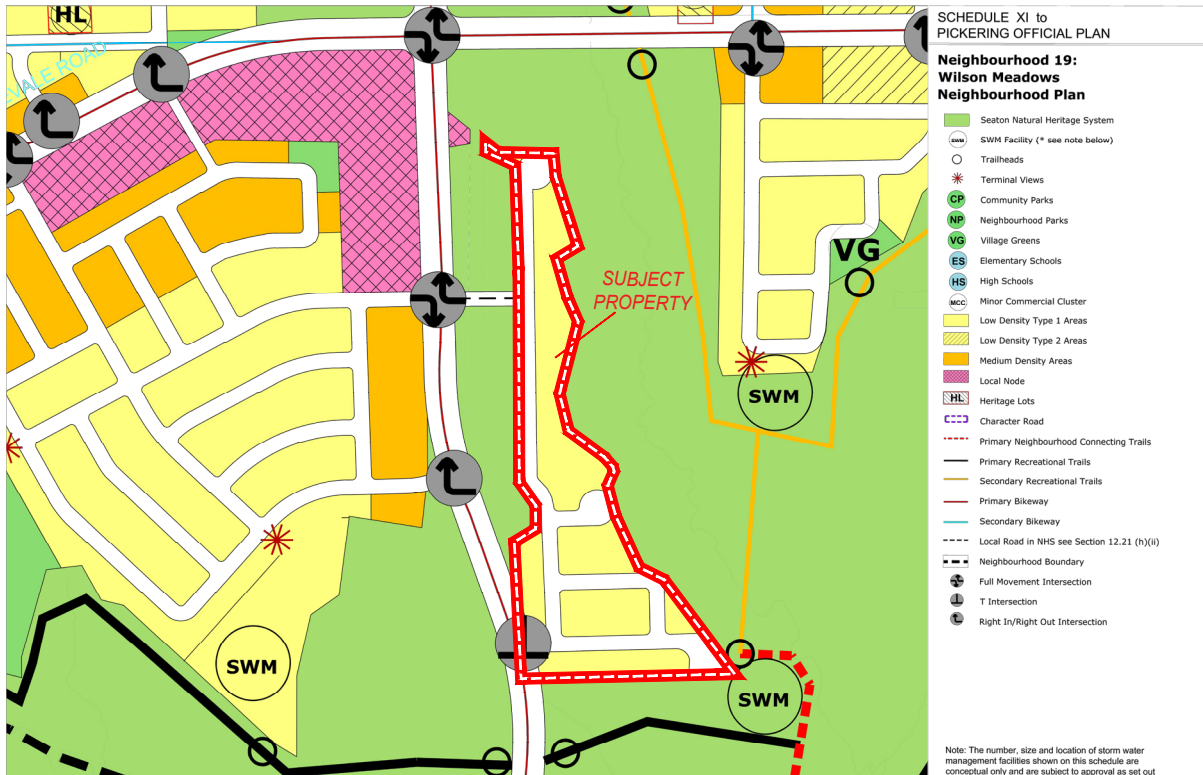 HL
EVALE ROAD
SUBJECT
PROPERTY
VG
SWM
SWM
SWM
SCHEDULE XI to
PICKERING OFFICIAL PLAN
Neighbourhood 19:
Wilson Meadows
Neighbourhood Plan
Seaton Natural Heritage System
SWM SWM Facility (* see note below)
Trailheads
Terminal Views
CP Community Parks
NP Neighbourhood Parks
VG Village Greens
ES Elementary Schools
HS High Schools
MCC Minor Commercial Cluster
Low Density Type 1 Areas
Low Density Type 2 Areas
Medium Density Areas
Local Node
HL Heritage Lots
Character Road
Primary Neighbourhood Connecting Trails
Primary Recreational Trails
Secondary Recreational Trails
Primary Bikeway
Secondary Bikeway
Local Road in NHS see Section 12.21 (h)(ii)
Neighbourhood Boundary
Full Movement Intersection
T Intersection
Right In/Right Out Intersection
Note: The number, size and location of storm water
management facilities shown on this schedule are
conceptual only and are subject to approval as set out